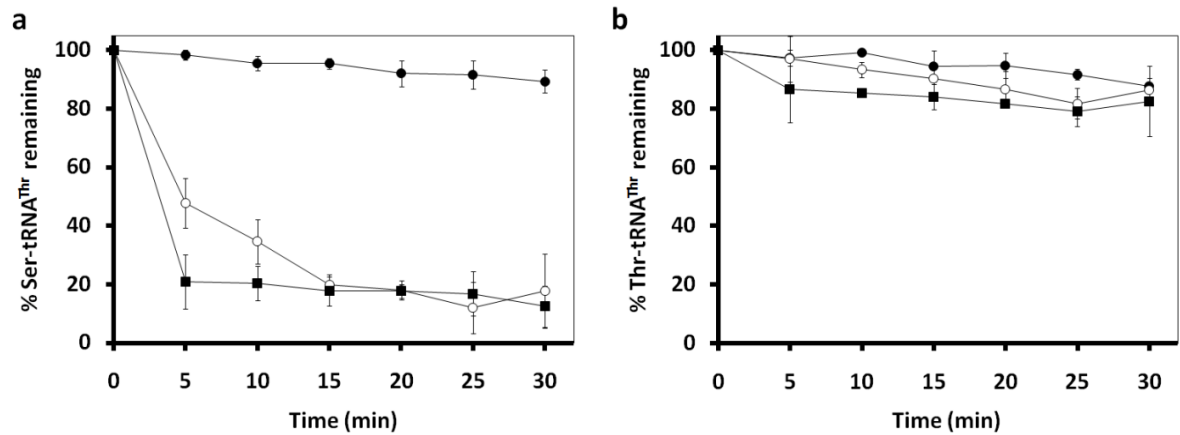 a
% Ser-tRNAᵀʰʳ remaining
100
80
60
40
20
0
0 5 10 15 20 25 30
Time (min)
b
% Thr-tRNAᵀʰʳ remaining
100
80
60
40
20
0
0 5 10 15 20 25 30
Time (min)